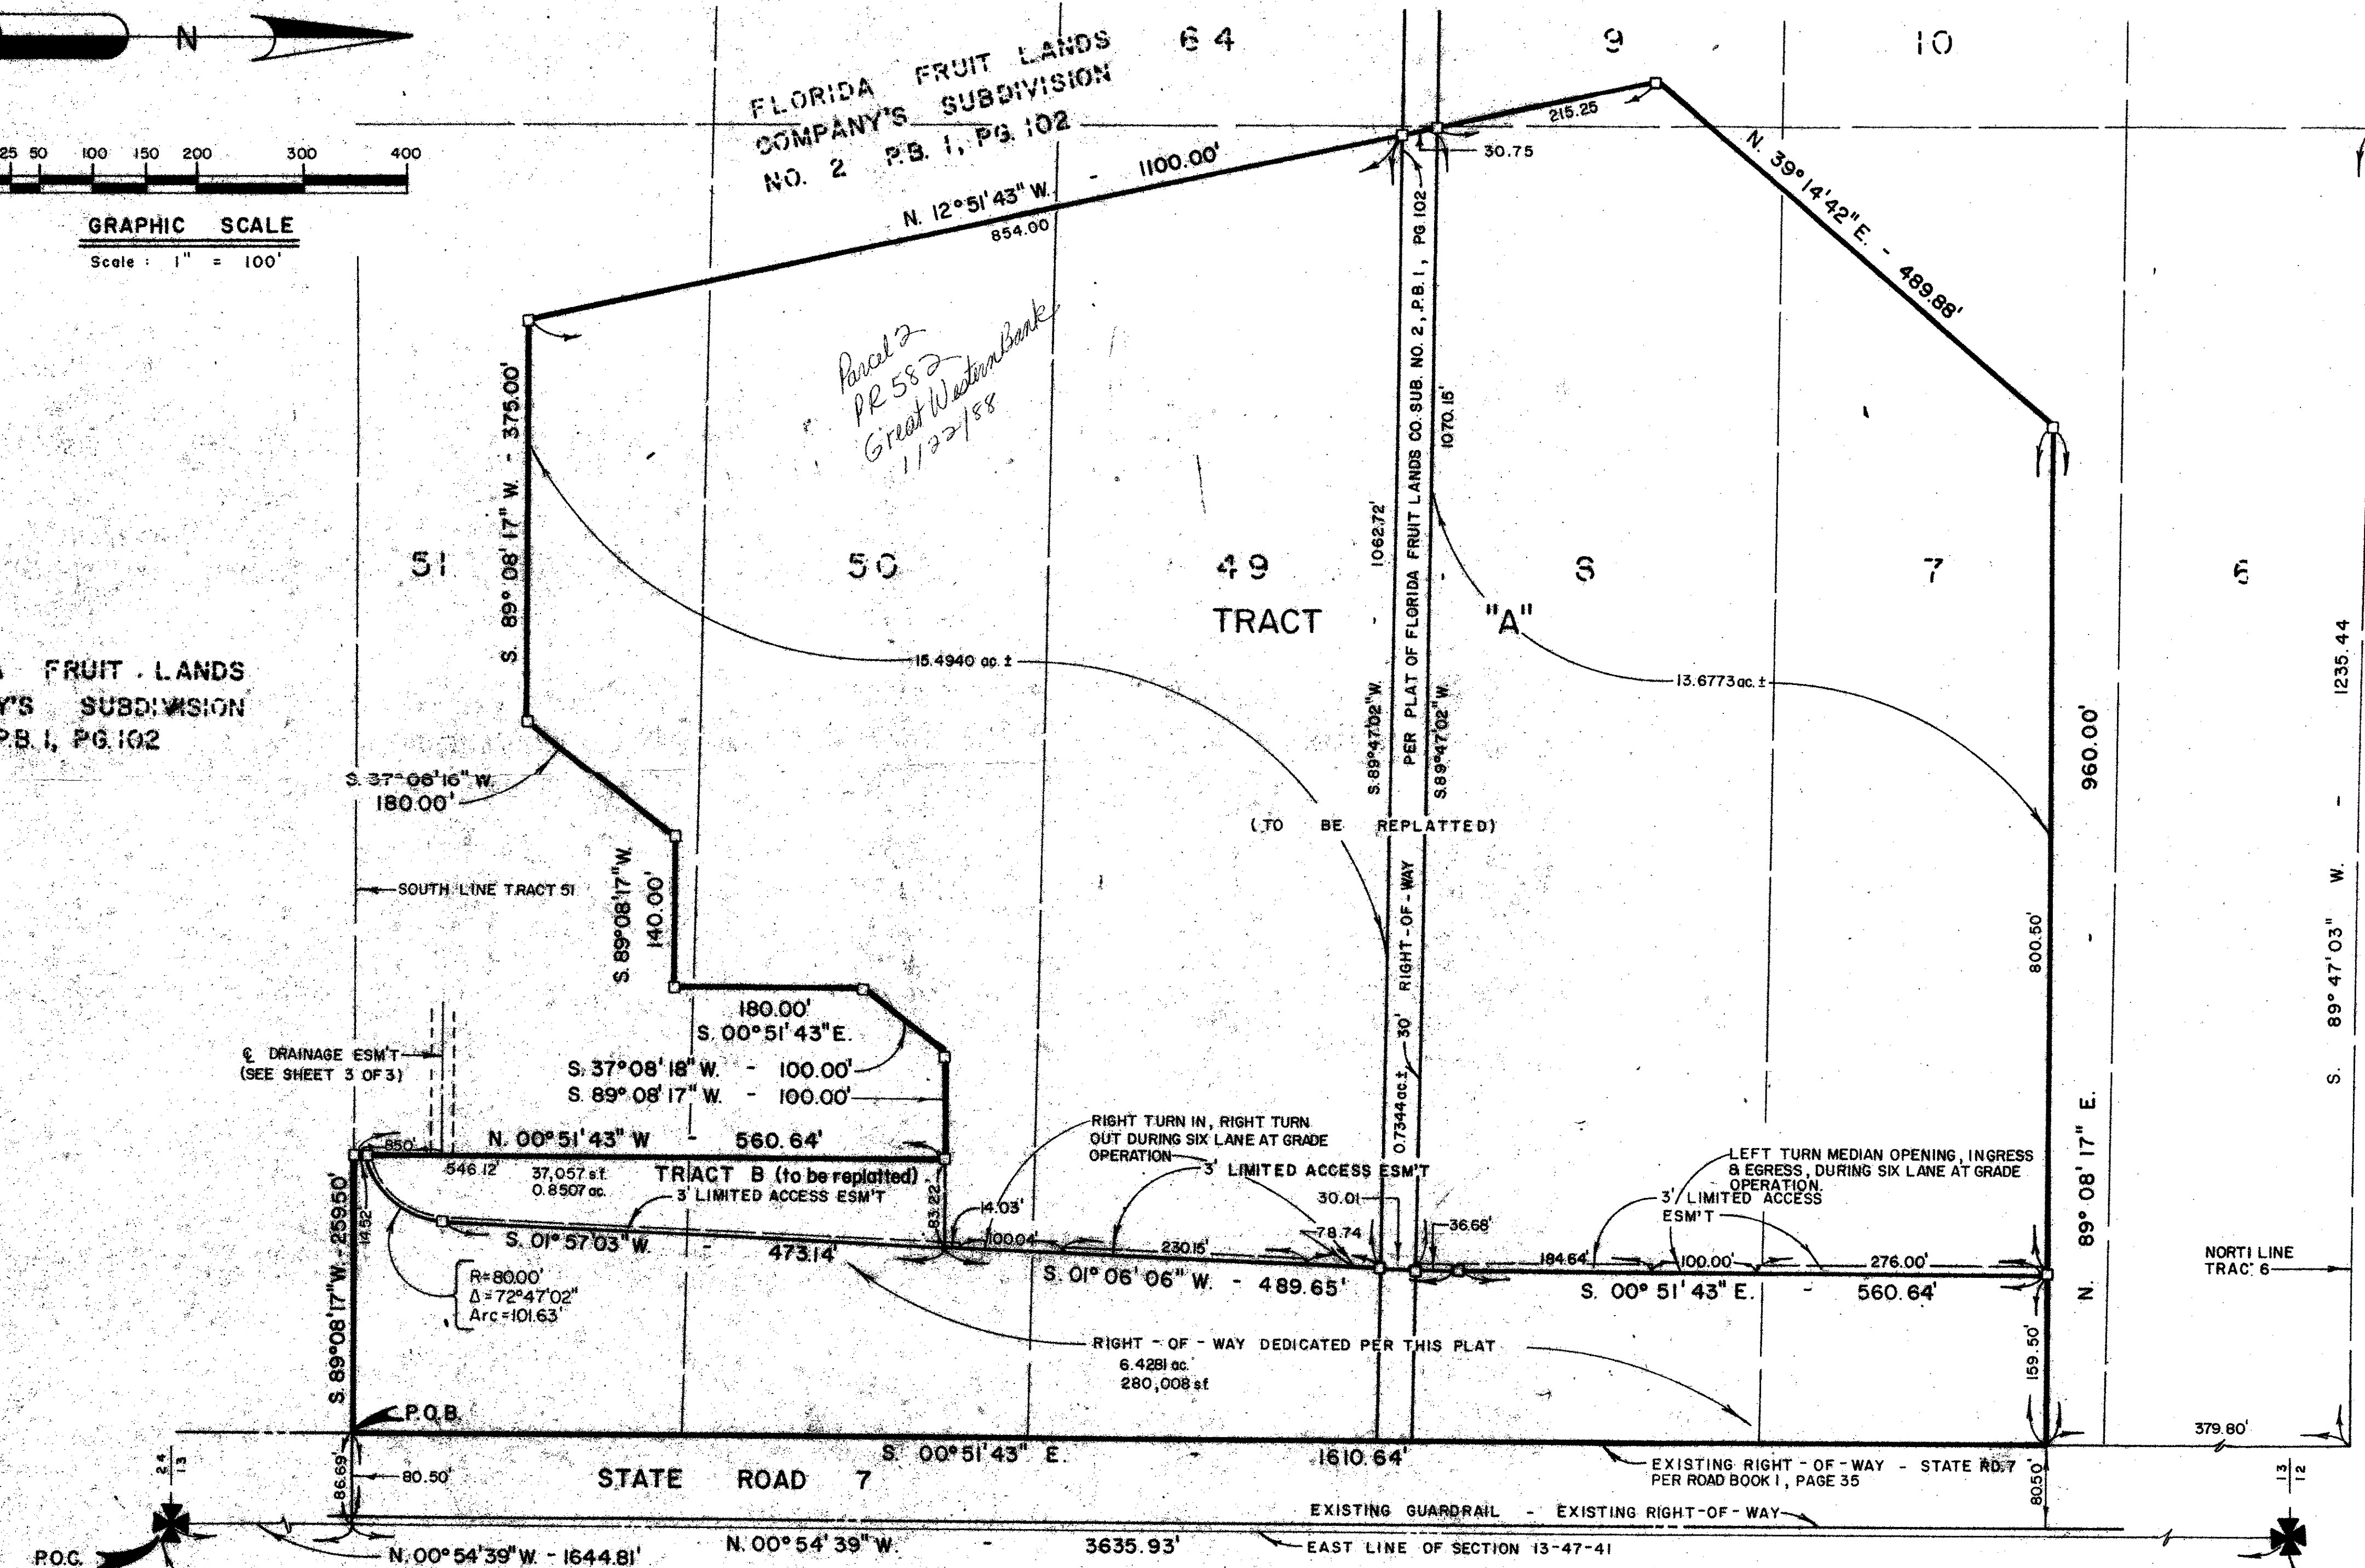 N
25 50 100 150 200 300 400
GRAPHIC SCALE
Scale : 1" = 100'
FLORIDA FRUIT LANDS
COMPANY'S SUBDIVISION
NO. 2 P.B. 1, PG. 102
64
9
10
N. 12°51'43" W. - 1100.00'
854.00
215.25
30.75
N. 39°14'42" E. - 489.88'
Parcel 2
PR 582
Great Western Bank
1/22/88
S. 89° 08' 17" W. - 375.00'
51
50
49
8
7
6
TRACT "A"
15.4940 ac. ±
13.6773 ac. ±
1062.72'
1070.15'
S. 89°47'02" W.
S. 89°47'02" W.
PER PLAT OF FLORIDA FRUIT LANDS CO. SUB. NO. 2, P.B. 1, PG. 102
(TO BE REPLATTED)
0.7344 ac. ± 30' RIGHT-OF-WAY
FRUIT LANDS
Y'S SUBDIVISION
P.B. 1, PG. 102
S. 37°08'16" W.
180.00'
SOUTH LINE TRACT 51
S. 89°08'17" W.
140.00'
180.00'
S. 00°51'43" E.
S. 37°08'18" W. - 100.00'
S. 89°08'17" W. - 100.00'
℄ DRAINAGE ESM'T
(SEE SHEET 3 OF 3)
N. 00°51'43" W - 560.64'
850'
546.12'
37,057 s.f.
0.8507 ac.
TRACT B (to be replatted)
3' LIMITED ACCESS ESM'T
83.22'
14.52'
S. 01°57'03" W. - 473.14'
R=80.00'
Δ=72°47'02"
Arc=101.63'
S. 89°08'17" W. - 259.50'
RIGHT TURN IN, RIGHT TURN
OUT DURING SIX LANE AT GRADE
OPERATION
3' LIMITED ACCESS ESM'T
14.03'
100.04'
230.15'
78.74
30.01
36.68'
S. 01° 06' 06" W. - 489.65'
LEFT TURN MEDIAN OPENING, INGRESS
& EGRESS, DURING SIX LANE AT GRADE
OPERATION.
3' LIMITED ACCESS
ESM'T
184.64'
100.00'
276.00'
S. 00° 51' 43" E. - 560.64'
800.50'
159.50'
N. 89° 08' 17" E. - 960.00'
S. 89° 47' 03" W. - 1235.44
NORTH LINE
TRACT 6
379.80'
RIGHT - OF - WAY DEDICATED PER THIS PLAT
6.4281 ac.
280,008 s.f.
P.O.B.
S. 00° 51' 43" E. - 1610.64'
STATE ROAD 7
86.69'
80.50'
80.50'
EXISTING RIGHT - OF - WAY - STATE RD. 7
PER ROAD BOOK 1, PAGE 35
EXISTING GUARDRAIL - EXISTING RIGHT-OF-WAY
24
13
13
12
P.O.C.
N. 00°54'39" W. - 1644.81'
N. 00°54'39" W. - 3635.93'
EAST LINE OF SECTION 13-47-41